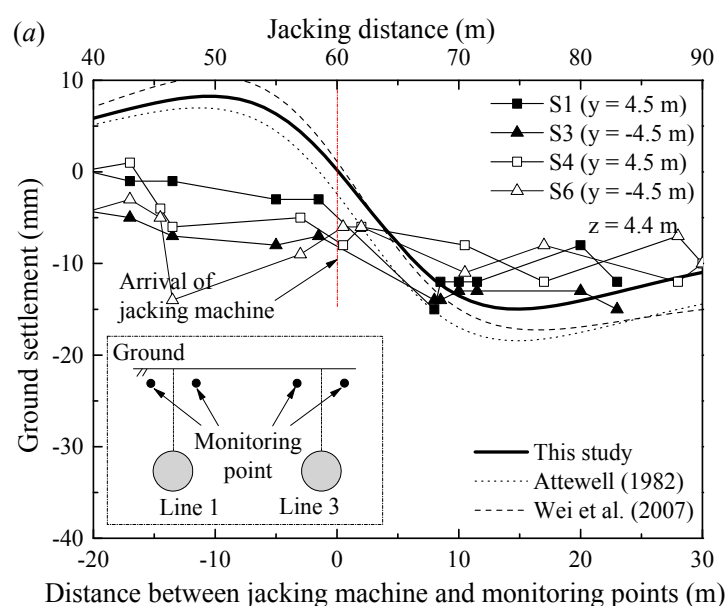 (a)
Jacking distance (m)
40 50 60 70 80 90
10
0
-10
-20
-30
-40
Ground settlement (mm)
S1 (y = 4.5 m)
S3 (y = -4.5 m)
S4 (y = 4.5 m)
S6 (y = -4.5 m)
z = 4.4 m
Arrival of
jacking machine
Ground
Monitoring
point
Line 1
Line 3
This study
Attewell (1982)
Wei et al. (2007)
-20 -10 0 10 20 30
Distance between jacking machine and monitoring points (m)